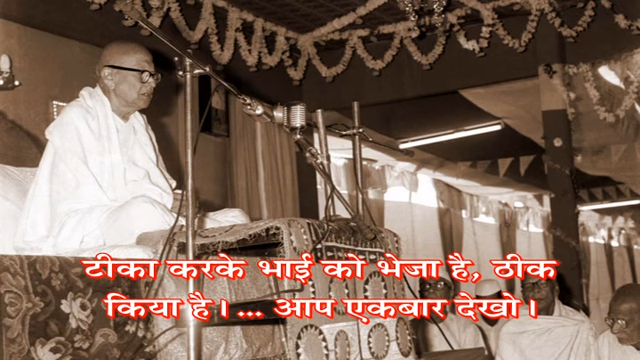 टीका करके भाई को भेजा है, ठीक
किया है। ... आप एकबार देखो।